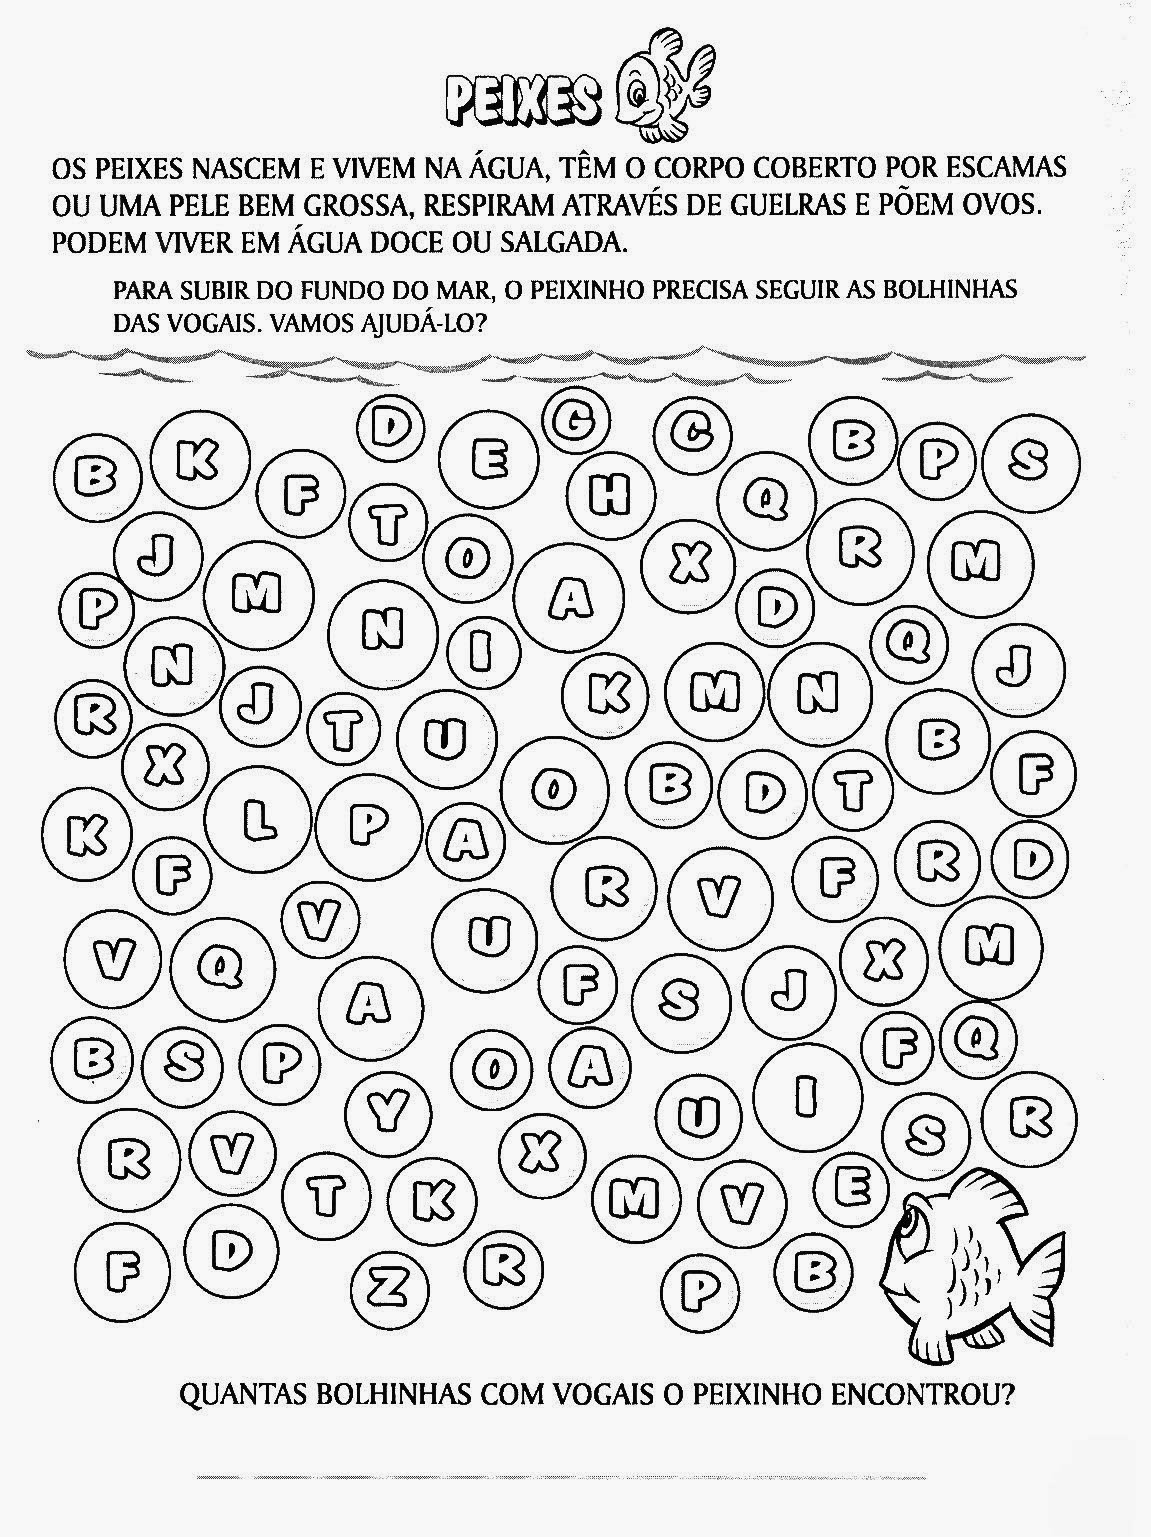 PEIXES
OS PEIXES NASCEM E VIVEM NA ÁGUA, TÊM O CORPO COBERTO POR ESCAMAS
OU UMA PELE BEM GROSSA, RESPIRAM ATRAVÉS DE GUELRAS E PÕEM OVOS.
PODEM VIVER EM ÁGUA DOCE OU SALGADA.
PARA SUBIR DO FUNDO DO MAR, O PEIXINHO PRECISA SEGUIR AS BOLHINHAS
DAS VOGAIS. VAMOS AJUDÁ-LO?
B K F D E G C B P S
J T O H Q R M
P M N I A X D Q J
N J K M N
R X T U O B D T B F
K L P A
F V U R V F R D
V Q A F S J X M
B S P O A F Q
Y U I S R
R V T K X M V E
F D Z R P B
QUANTAS BOLHINHAS COM VOGAIS O PEIXINHO ENCONTROU?